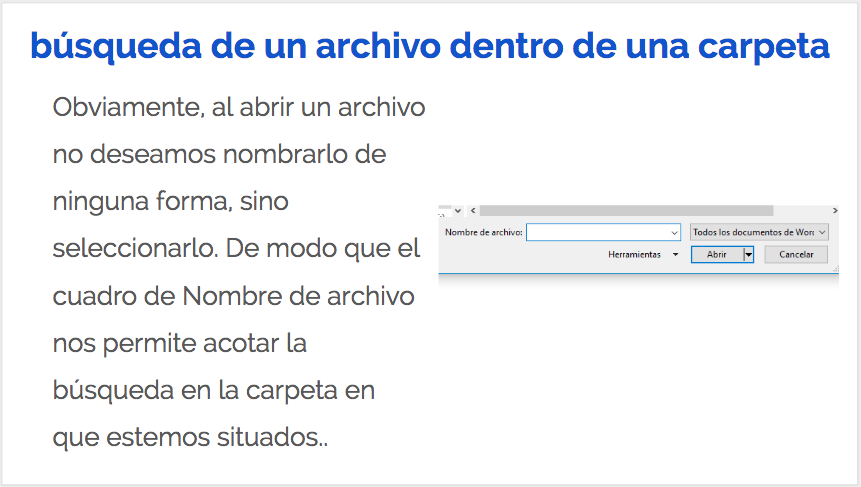 búsqueda de un archivo dentro de una carpeta
Obviamente, al abrir un archivo
no deseamos nombrarlo de
ninguna forma, sino
seleccionarlo. De modo que el
cuadro de Nombre de archivo
nos permite acotar la
búsqueda en la carpeta en
que estemos situados..
Nombre de archivo: Todos los documentos de Word
Herramientas Abrir Cancelar